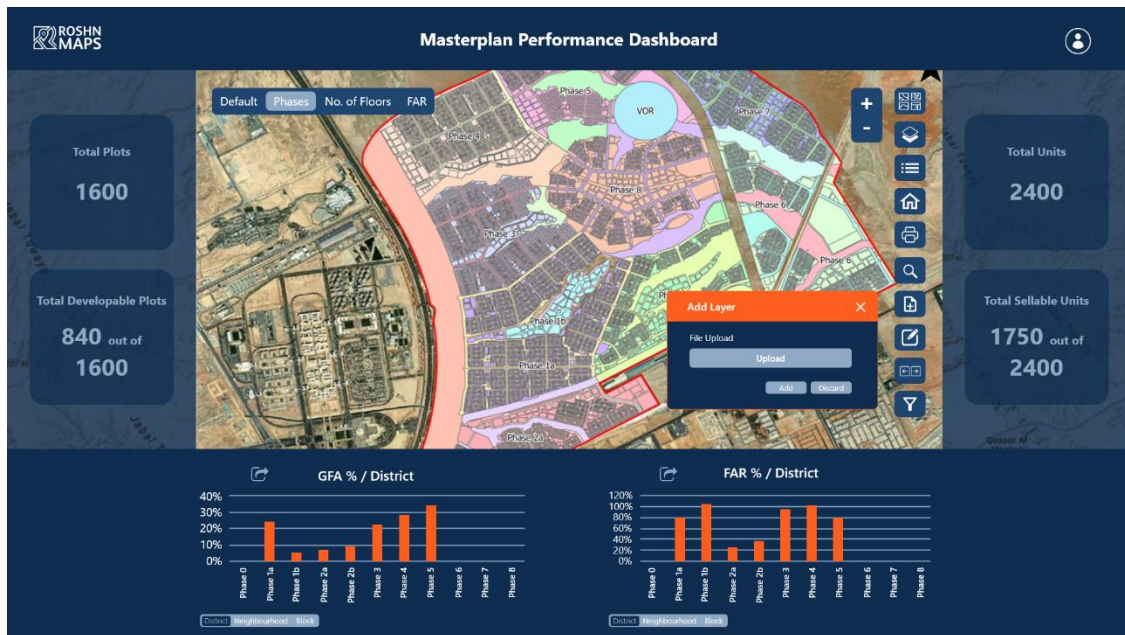 ROSHN
MAPS
Masterplan Performance Dashboard
Total Plots
1600
Total Developable Plots
840 out of
1600
Default Phases No. of Floors FAR
+
-
Phase 5
VOR
Phase 7
Phase 4
Phase 8
Phase 6
Phase 3
Phase 6
Phase 1b
Phase 1a
Phase 2a
Add Layer
File Upload
Upload
Add Discard
Total Units
2400
Total Sellable Units
1750 out of
2400
GFA % / District
40%
30%
20%
10%
0%
Phase 0
Phase 1a
Phase 1b
Phase 2a
Phase 2b
Phase 3
Phase 4
Phase 5
Phase 6
Phase 7
Phase 8
District Neighbourhood Block
FAR % / District
120%
100%
80%
60%
40%
20%
0%
Phase 0
Phase 1a
Phase 1b
Phase 2a
Phase 2b
Phase 3
Phase 4
Phase 5
Phase 6
Phase 7
Phase 8
District Neighbourhood Block